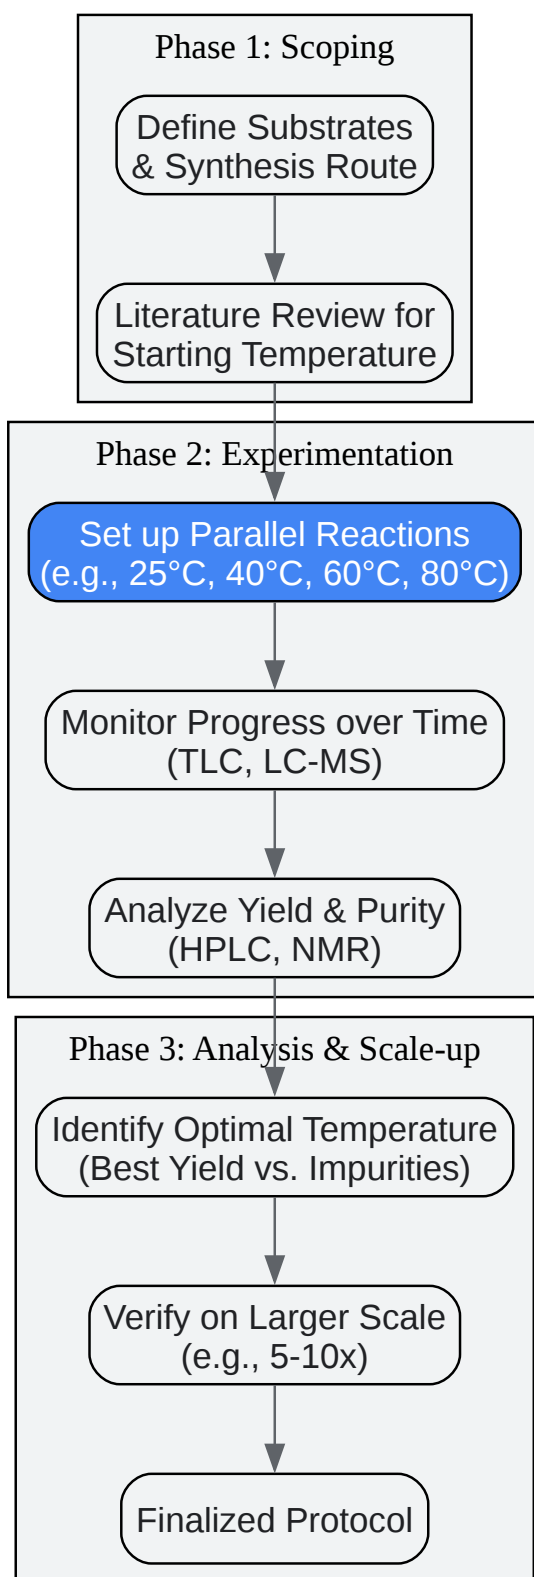 Phase 1: Scoping
Define Substrates
& Synthesis Route
Literature Review for
Starting Temperature
Phase 2: Experimentation
Set up Parallel Reactions
(e.g., 25°C, 40°C, 60°C, 80°C)
Monitor Progress over Time
(TLC, LC-MS)
Analyze Yield & Purity
(HPLC, NMR)
Phase 3: Analysis & Scale-up
Identify Optimal Temperature
(Best Yield vs. Impurities)
Verify on Larger Scale
(e.g., 5-10x)
Finalized Protocol